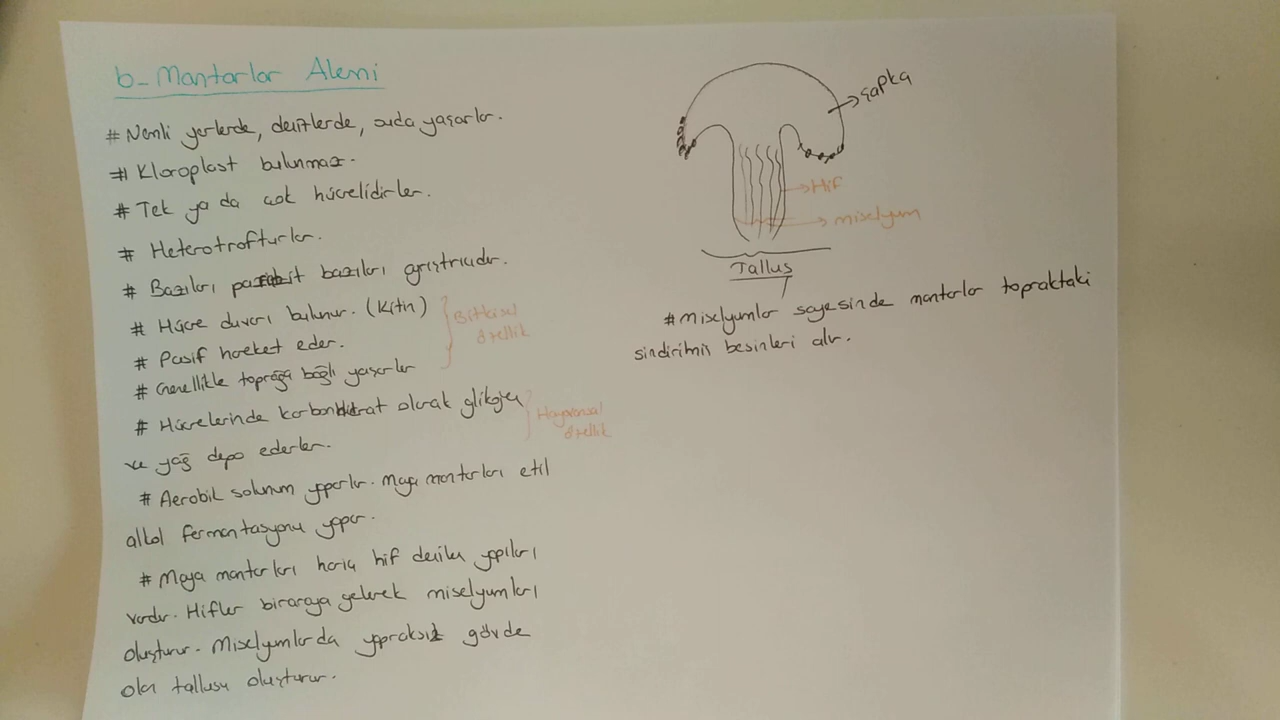 b- Mantarlar Alemi
# Nemli yerlerde, denizlerde, suda yaşarlar.
# Kloroplast bulunmaz.
# Tek ya da çok hücrelidirler.
# Heterotrofturlar.
# Bazıları parazit bazıları çürüştrücüdür.
# Hücre duvarı bulunur. (Kitin)
# Pasif hareket eder.
# Genellikle toprağa bağlı yaşarlar
Bitkisel
özellik
# Hücrelerinde karbonhidrat olarak glikojen
ve yağ depo ederler.
Hayvansal
özellik
# Aerobik solunum yaparlar. Maya mantarları etil
alkol fermantasyonu yapar.
# Maya mantarları hariç hif denilen yapıları
vardır. Hifler biraraya gelerek miselyumları
oluşturur. Miselyumlarda yapraksız gövde
olan tallusu oluşturur.
şapka
Hif
miselyum
Tallus
# Miselyumlar sayesinde mantarlar topraktaki
sindirilmiş besinleri alır.